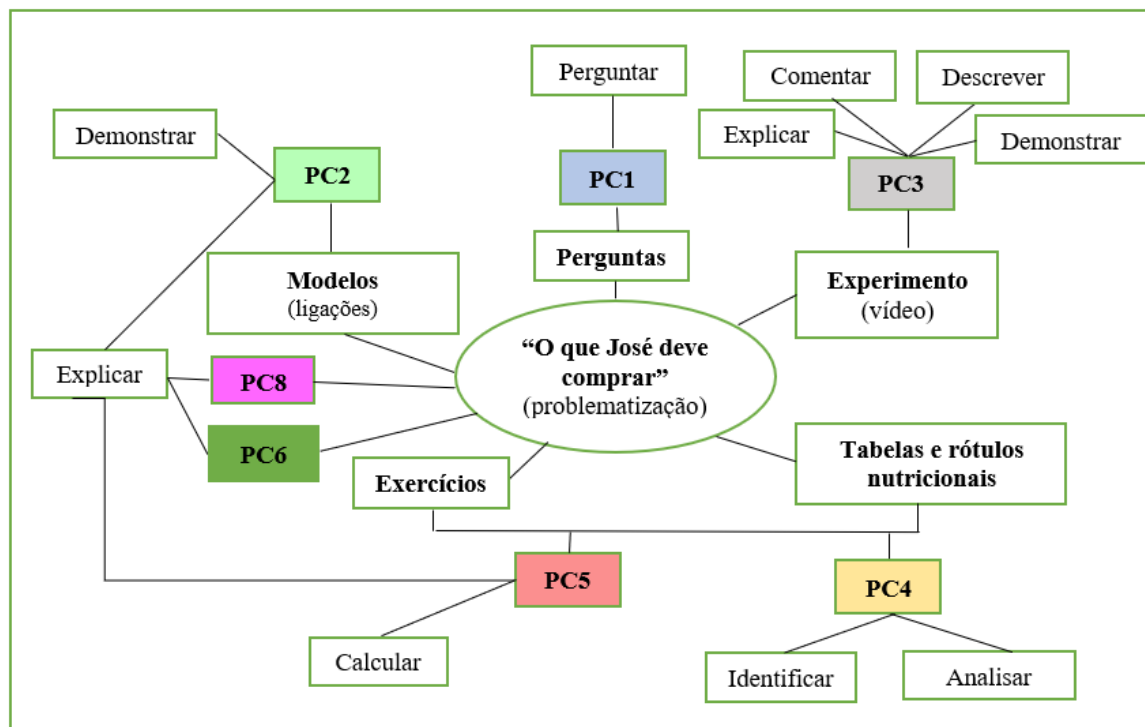 Perguntar
Comentar
Descrever
Demonstrar
Explicar
Demonstrar
PC2
PC1
PC3
Perguntas
Modelos
(ligações)
Experimento
(vídeo)
“O que José deve
comprar”
(problematização)
Explicar
PC8
PC6
Exercícios
Tabelas e rótulos
nutricionais
PC5
PC4
Calcular
Identificar
Analisar